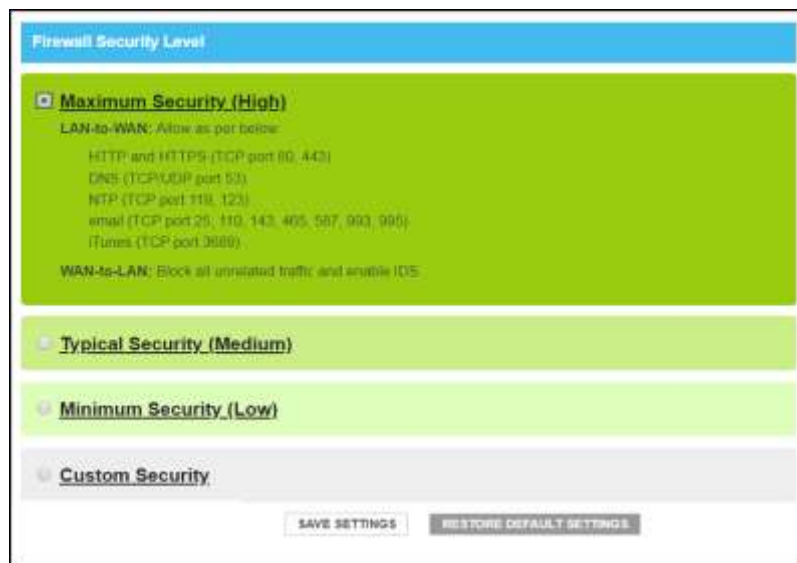 Firewall Security Level
Maximum Security (High)
LAN-to-WAN: Allow as per below
HTTP and HTTPS (TCP port 80, 443)
DNS (TCP/UDP port 53)
NTP (TCP port 119, 123)
email (TCP port 25, 110, 143, 465, 587, 993, 995)
iTunes (TCP port 3689)
WAN-to-LAN: Block all unrelated traffic and enable IDS
Typical Security (Medium)
Minimum Security (Low)
Custom Security
SAVE SETTINGS
RESTORE DEFAULT SETTINGS